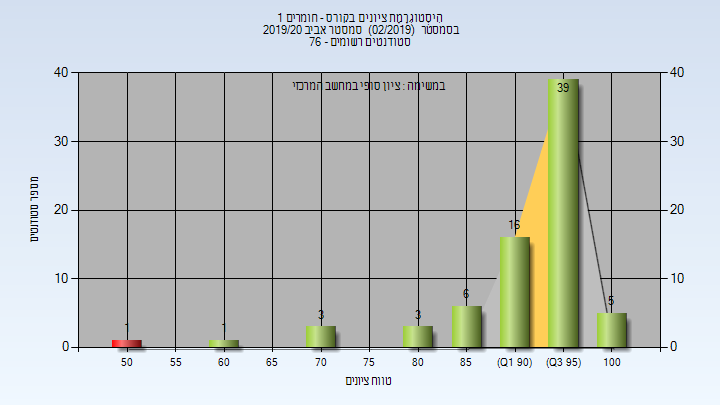 היסטוגרמת ציונים בקורס - חומרים 1
בסמסטר (02/2019) סמסטר אביב 2019/20
סטודנטים רשומים - 76
במשימה : ציון סופי במחשב המרכזי
40 40
30 30
20 20
10 10
0 0
מספר סטודנטים
1 1 3 3 6 16 39 5
50 55 60 65 70 75 80 85 (Q1 90) (Q3 95) 100
טווח ציונים